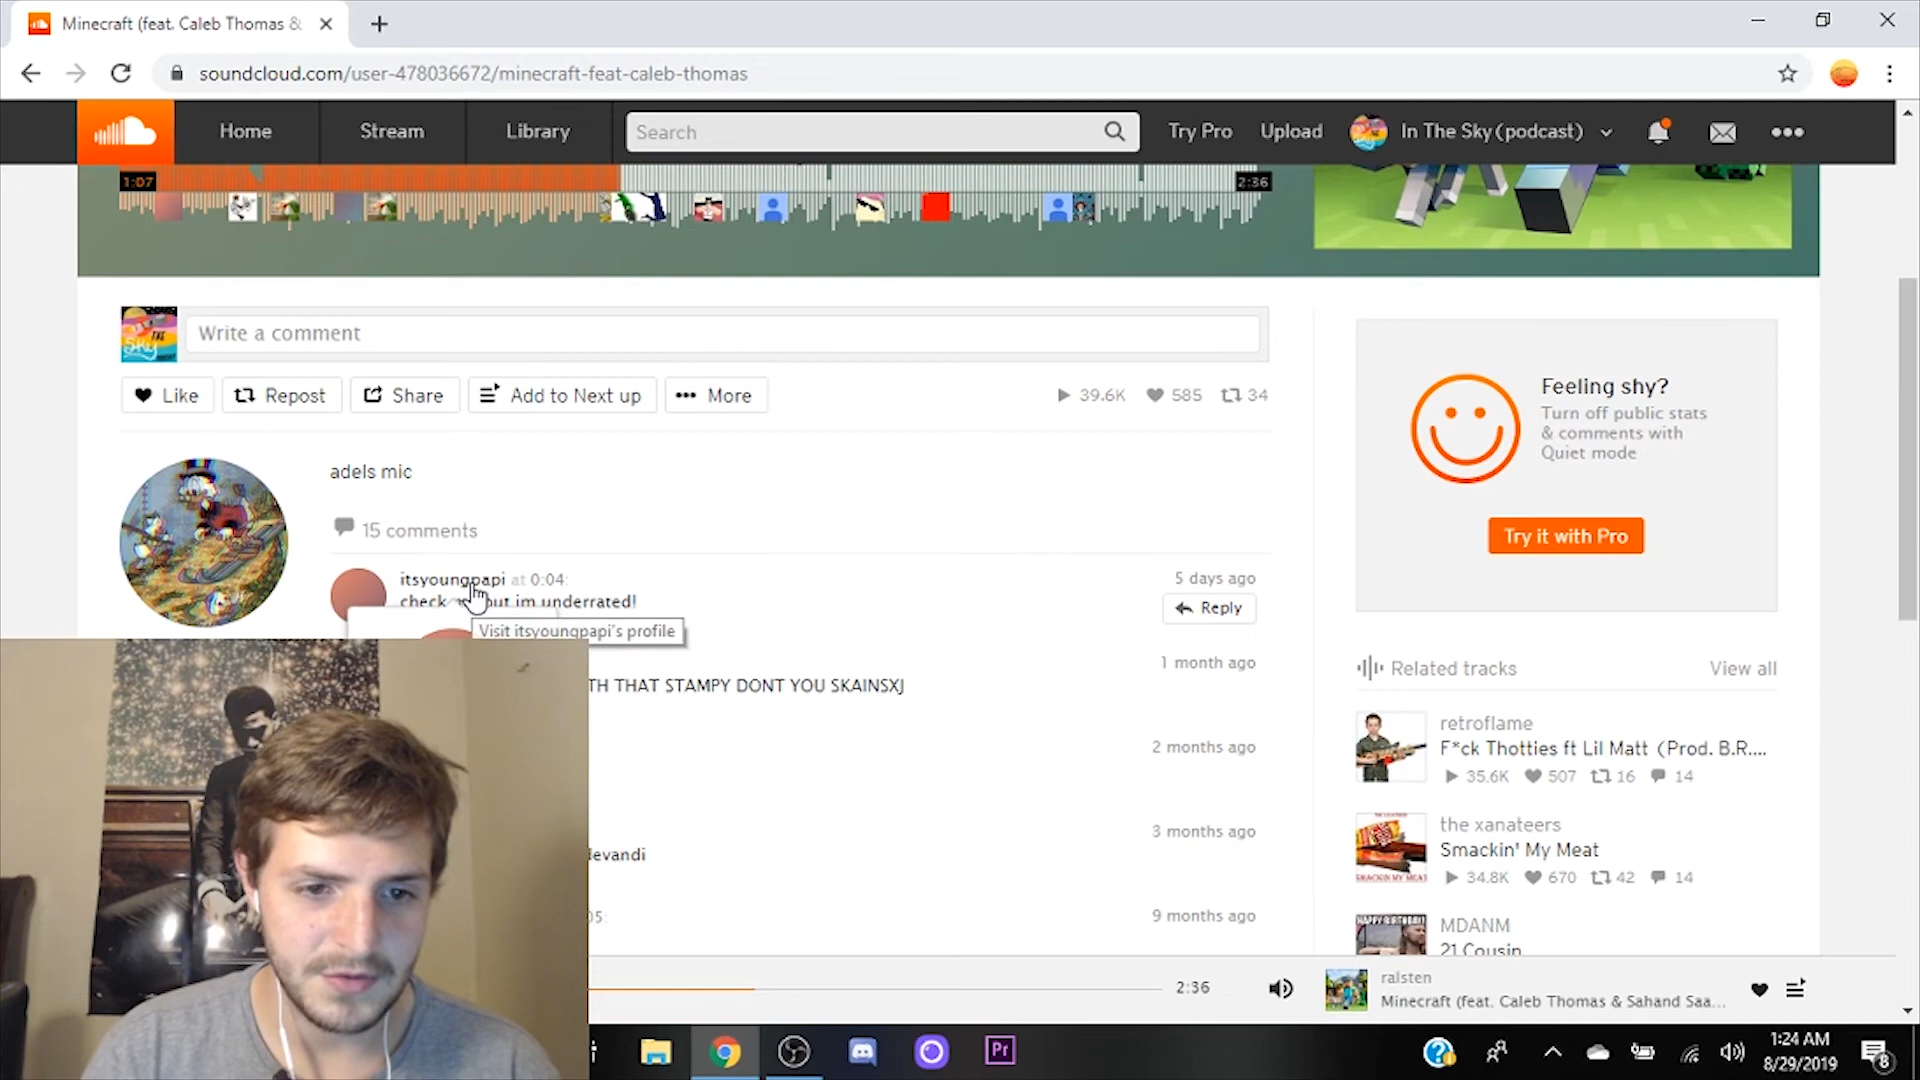 Minecraft (feat. Caleb Thomas &
soundcloud.com/user-478036672/minecraft-feat-caleb-thomas
Home
Stream
Library
Search
Try Pro
Upload
In The Sky (podcast)
1:07
2:36
Write a comment
Like
Repost
Share
Add to Next up
More
39.6K
585
34
adels mic
15 comments
itsyoungpapi at 0:04:
5 days ago
check out im underrated!
Reply
Visit itsyoungpapi's profile
1 month ago
TH THAT STAMPY DONT YOU SKAINSXJ
2 months ago
3 months ago
devandi
9 months ago
05:
Feeling shy?
Turn off public stats
& comments with
Quiet mode
Try it with Pro
Related tracks
View all
retroflame
F*ck Thotties ft Lil Matt (Prod. B.R....
35.6K 507 16 14
the xanateers
Smackin' My Meat
34.8K 670 42 14
MDANM
21 Cousin
2:36
ralsten
Minecraft (feat. Caleb Thomas & Sahand Saa...
Pr
1:24 AM
8/29/2019
8